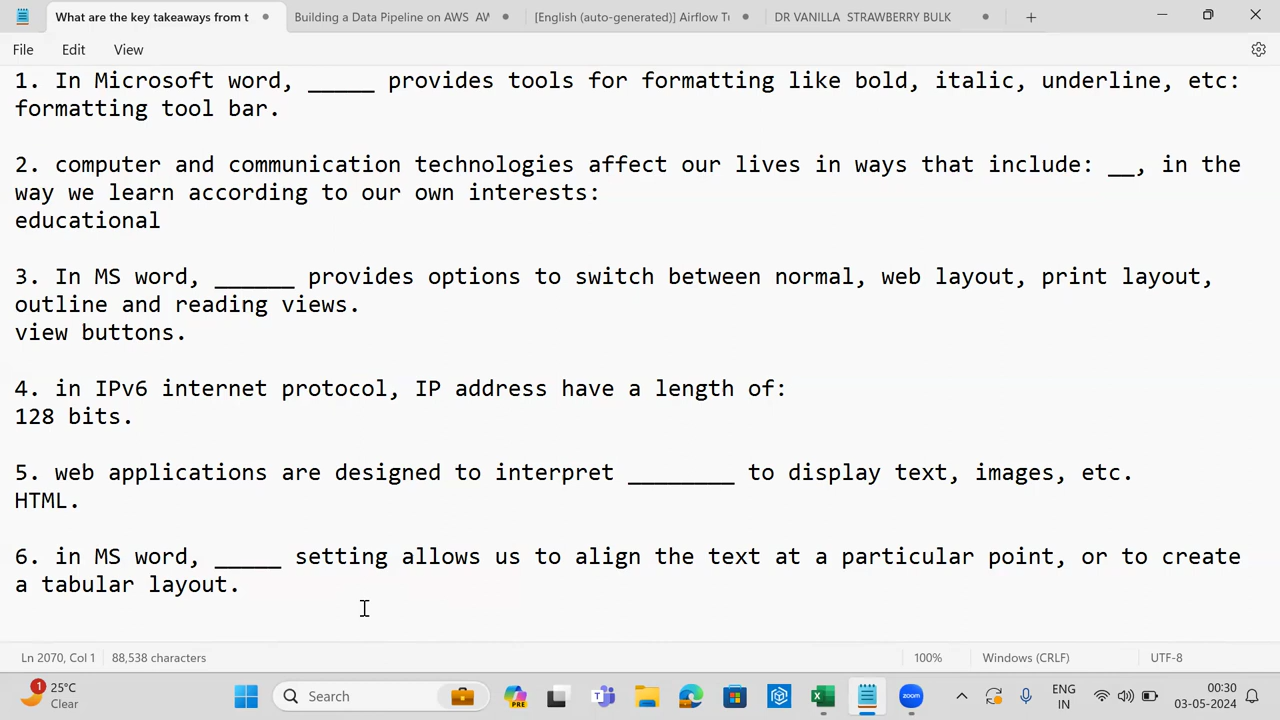 What are the key takeaways from t
Building a Data Pipeline on AWS AW
[English (auto-generated)] Airflow Tu
DR VANILLA STRAWBERRY BULK
File Edit View
1. In Microsoft word, _____ provides tools for formatting like bold, italic, underline, etc:
formatting tool bar.
2. computer and communication technologies affect our lives in ways that include: __, in the
way we learn according to our own interests:
educational
3. In MS word, ______ provides options to switch between normal, web layout, print layout,
outline and reading views.
view buttons.
4. in IPv6 internet protocol, IP address have a length of:
128 bits.
5. web applications are designed to interpret ________ to display text, images, etc.
HTML.
6. in MS word, _____ setting allows us to align the text at a particular point, or to create
a tabular layout.
Ln 2070, Col 1 88,538 characters 100% Windows (CRLF) UTF-8
1
25°C
Clear
Search
PRE
zoom
ENG
IN
00:30
03-05-2024